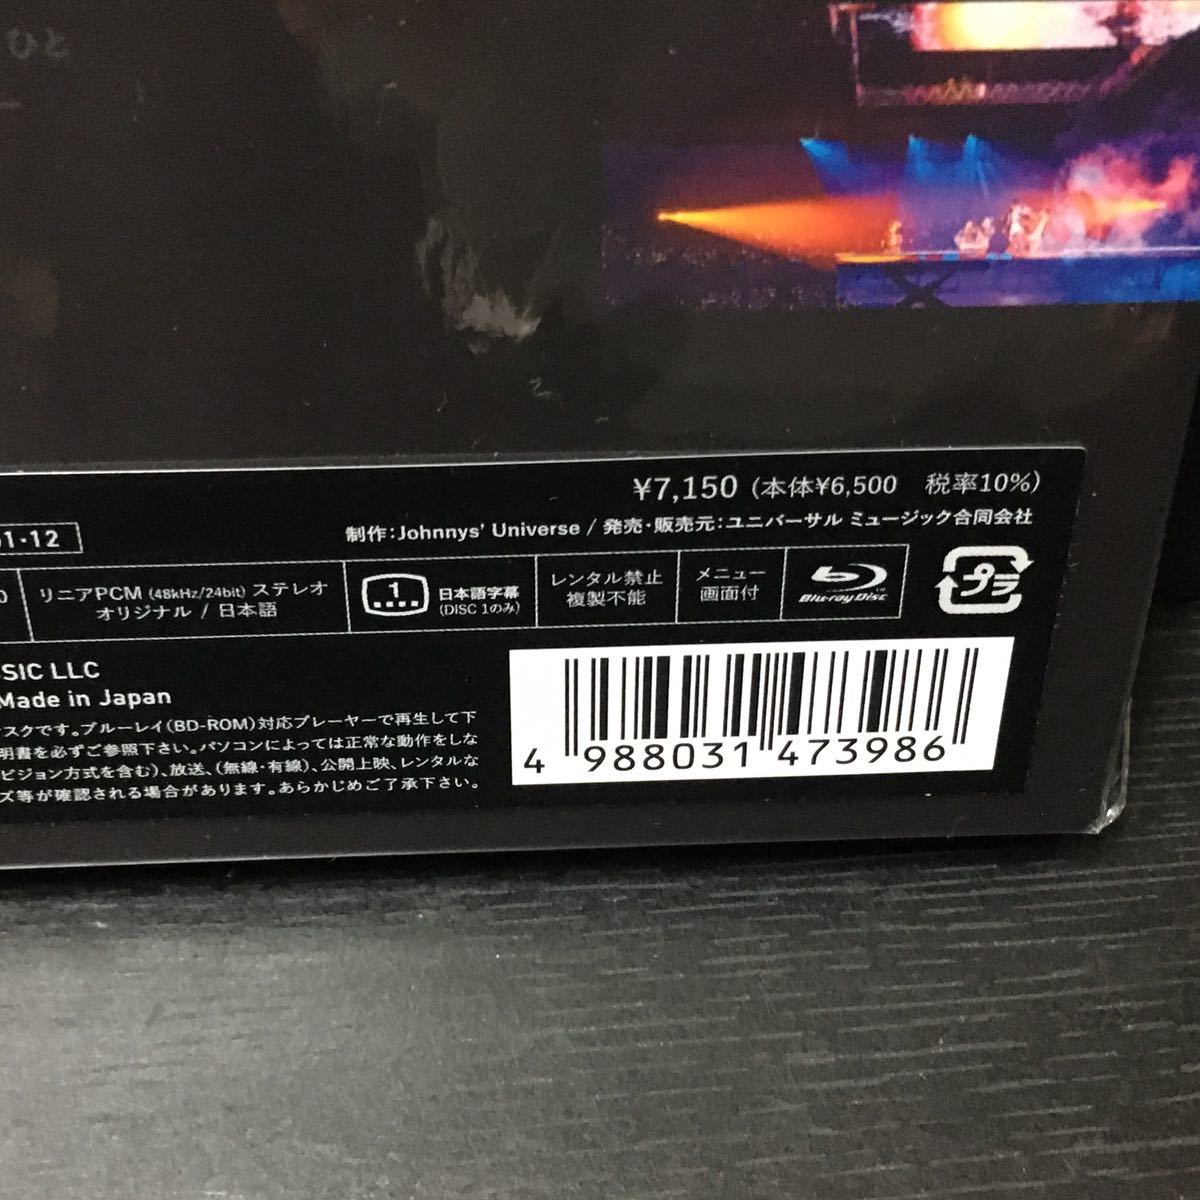 ¥7,150 (本体¥6,500 税率10%)
制作:Johnnys' Universe / 発売・販売元:ユニバーサル ミュージック合同会社
1・12
リニアPCM (48kHz/24bit) ステレオ
オリジナル / 日本語
1
日本語字幕
(DISC 1のみ)
レンタル禁止
複製不能
メニュー
画面付
Blu-ray Disc
プラ
SIC LLC
Made in Japan
スクです。ブルーレイ(BD-ROM)対応プレーヤーで再生して下
明書を必ずご参照下さい。パソコンによっては正常な動作をしな
ビジョン方式を含む)、放送、(無線・有線)、公開上映、レンタルな
ズ等が確認される場合があります。あらかじめご了承下さい。
4 988031 473986